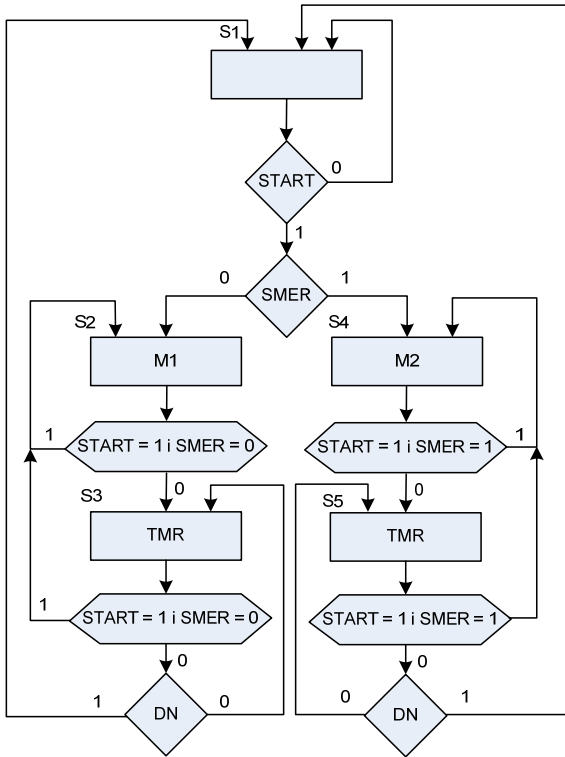 S1
START
0
1
0
SMER
1
S2
M1
S4
M2
1
START = 1 i SMER = 0
START = 1 i SMER = 1
1
0
0
S3
TMR
S5
TMR
1
START = 1 i SMER = 0
START = 1 i SMER = 1
0
0
1
DN
0
0
DN
1